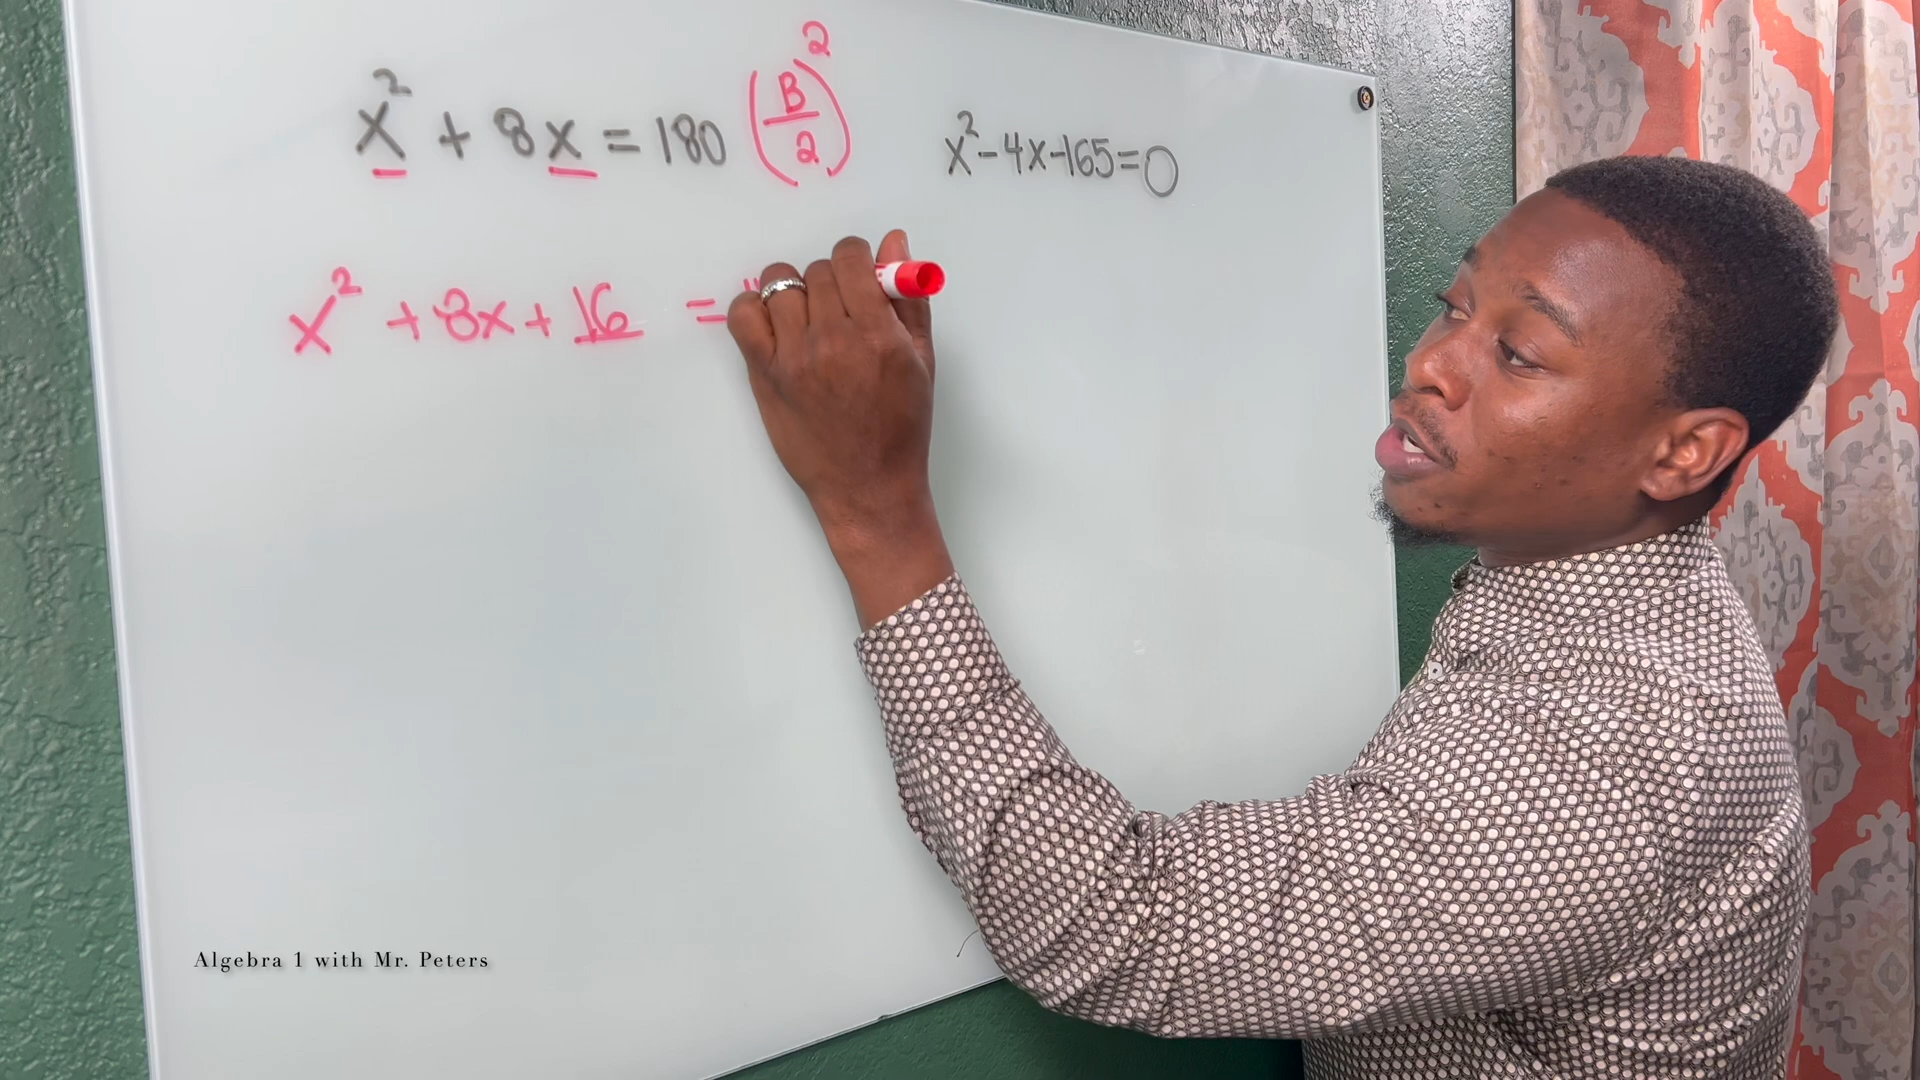 x² + 8x = 180 (B/2)²
x² - 4x - 165 = 0
x² + 8x + 16 =
Algebra 1 with Mr. Peters